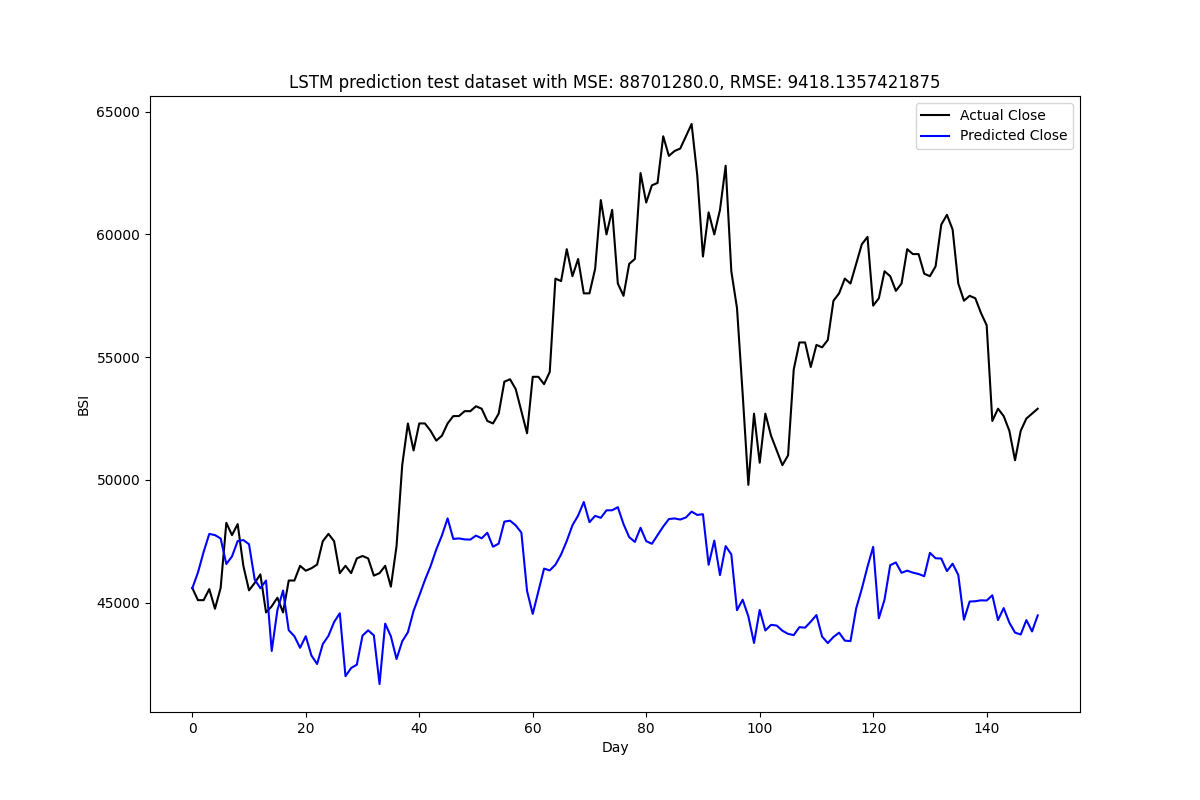 LSTM prediction test dataset with MSE: 88701280.0, RMSE: 9418.1357421875
65000
60000
55000
50000
45000
BSI
Actual Close
Predicted Close
0 20 40 60 80 100 120 140
Day